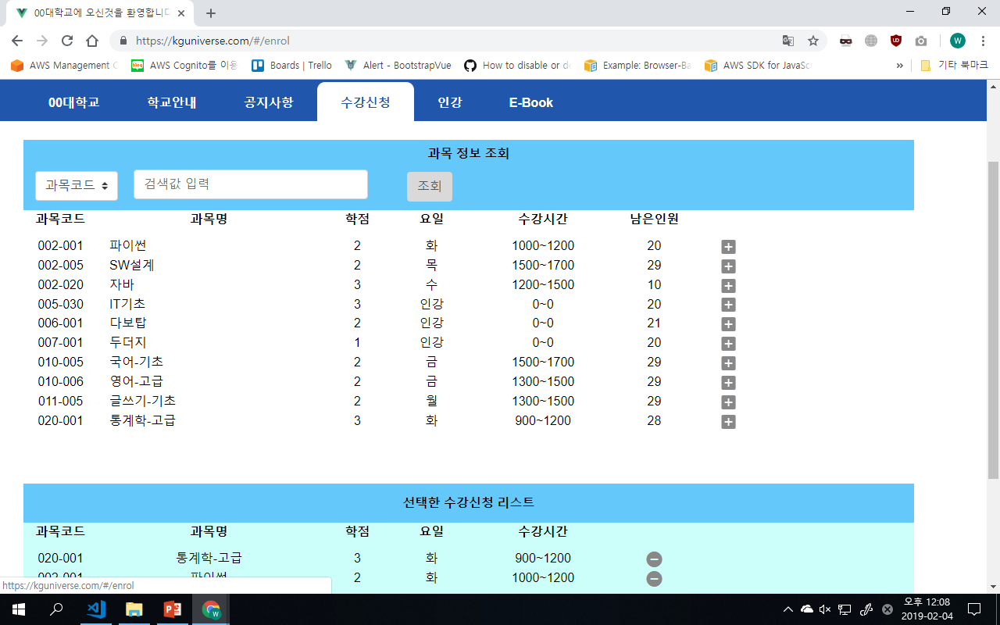 00대학교에 오신것을 환영합니다
https://kguniverse.com/#/enrol
W
AWS Management C
blog AWS Cognito를 이용
Boards | Trello
Alert - BootstrapVue
How to disable or de
Example: Browser-Ba
AWS SDK for JavaSc
»
기타 북마크
00대학교 학교안내 공지사항 수강신청 인강 E-Book
과목 정보 조회
과목코드 검색값 입력 조회
과목코드 과목명 학점 요일 수강시간 남은인원
002-001 파이썬 2 화 1000~1200 20
002-005 SW설계 2 목 1500~1700 29
002-020 자바 3 수 1200~1500 10
005-030 IT기초 3 인강 0~0 20
006-001 다보탑 2 인강 0~0 21
007-001 두더지 1 인강 0~0 20
010-005 국어-기초 2 금 1500~1700 29
010-006 영어-고급 2 금 1300~1500 29
011-005 글쓰기-기초 2 월 1300~1500 29
020-001 통계학-고급 3 화 900~1200 28
선택한 수강신청 리스트
과목코드 과목명 학점 요일 수강시간
020-001 통계학-고급 3 화 900~1200
002-001 파이썬 2 화 1000~1200
https://kguniverse.com/#/enrol
오후 12:08
2019-02-04